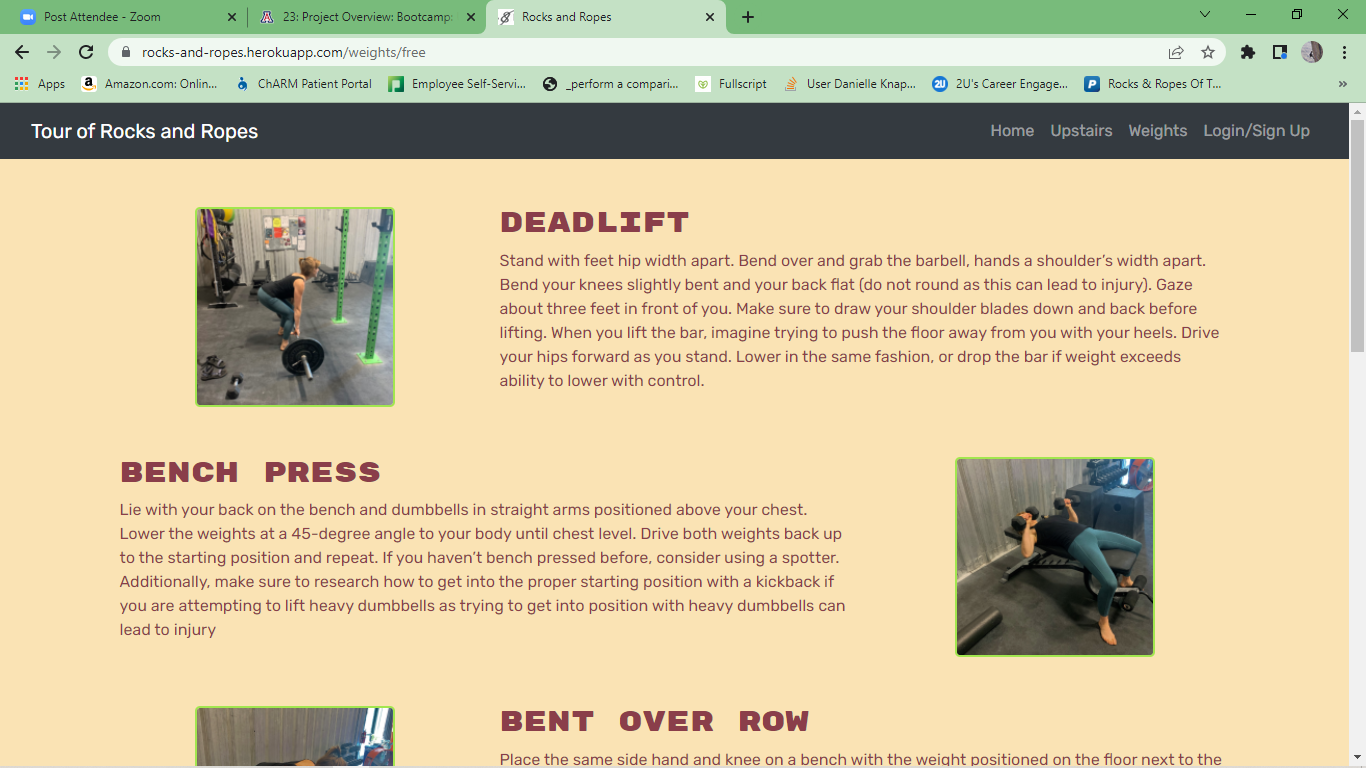 Post Attendee - Zoom
23: Project Overview: Bootcamp:
Rocks and Ropes
rocks-and-ropes.herokuapp.com/weights/free
Apps
Amazon.com: Onlin...
ChARM Patient Portal
Employee Self-Servi...
_perform a compari...
Fullscript
User Danielle Knap...
2U
2U's Career Engage...
Rocks & Ropes Of T...
Tour of Rocks and Ropes
Home Upstairs Weights Login/Sign Up
DEADLIFT
Stand with feet hip width apart. Bend over and grab the barbell, hands a shoulder’s width apart.
Bend your knees slightly bent and your back flat (do not round as this can lead to injury). Gaze
about three feet in front of you. Make sure to draw your shoulder blades down and back before
lifting. When you lift the bar, imagine trying to push the floor away from you with your heels. Drive
your hips forward as you stand. Lower in the same fashion, or drop the bar if weight exceeds
ability to lower with control.
BENCH PRESS
Lie with your back on the bench and dumbbells in straight arms positioned above your chest.
Lower the weights at a 45-degree angle to your body until chest level. Drive both weights back up
to the starting position and repeat. If you haven’t bench pressed before, consider using a spotter.
Additionally, make sure to research how to get into the proper starting position with a kickback if
you are attempting to lift heavy dumbbells as trying to get into position with heavy dumbbells can
lead to injury
BENT OVER ROW
Place the same side hand and knee on a bench with the weight positioned on the floor next to the